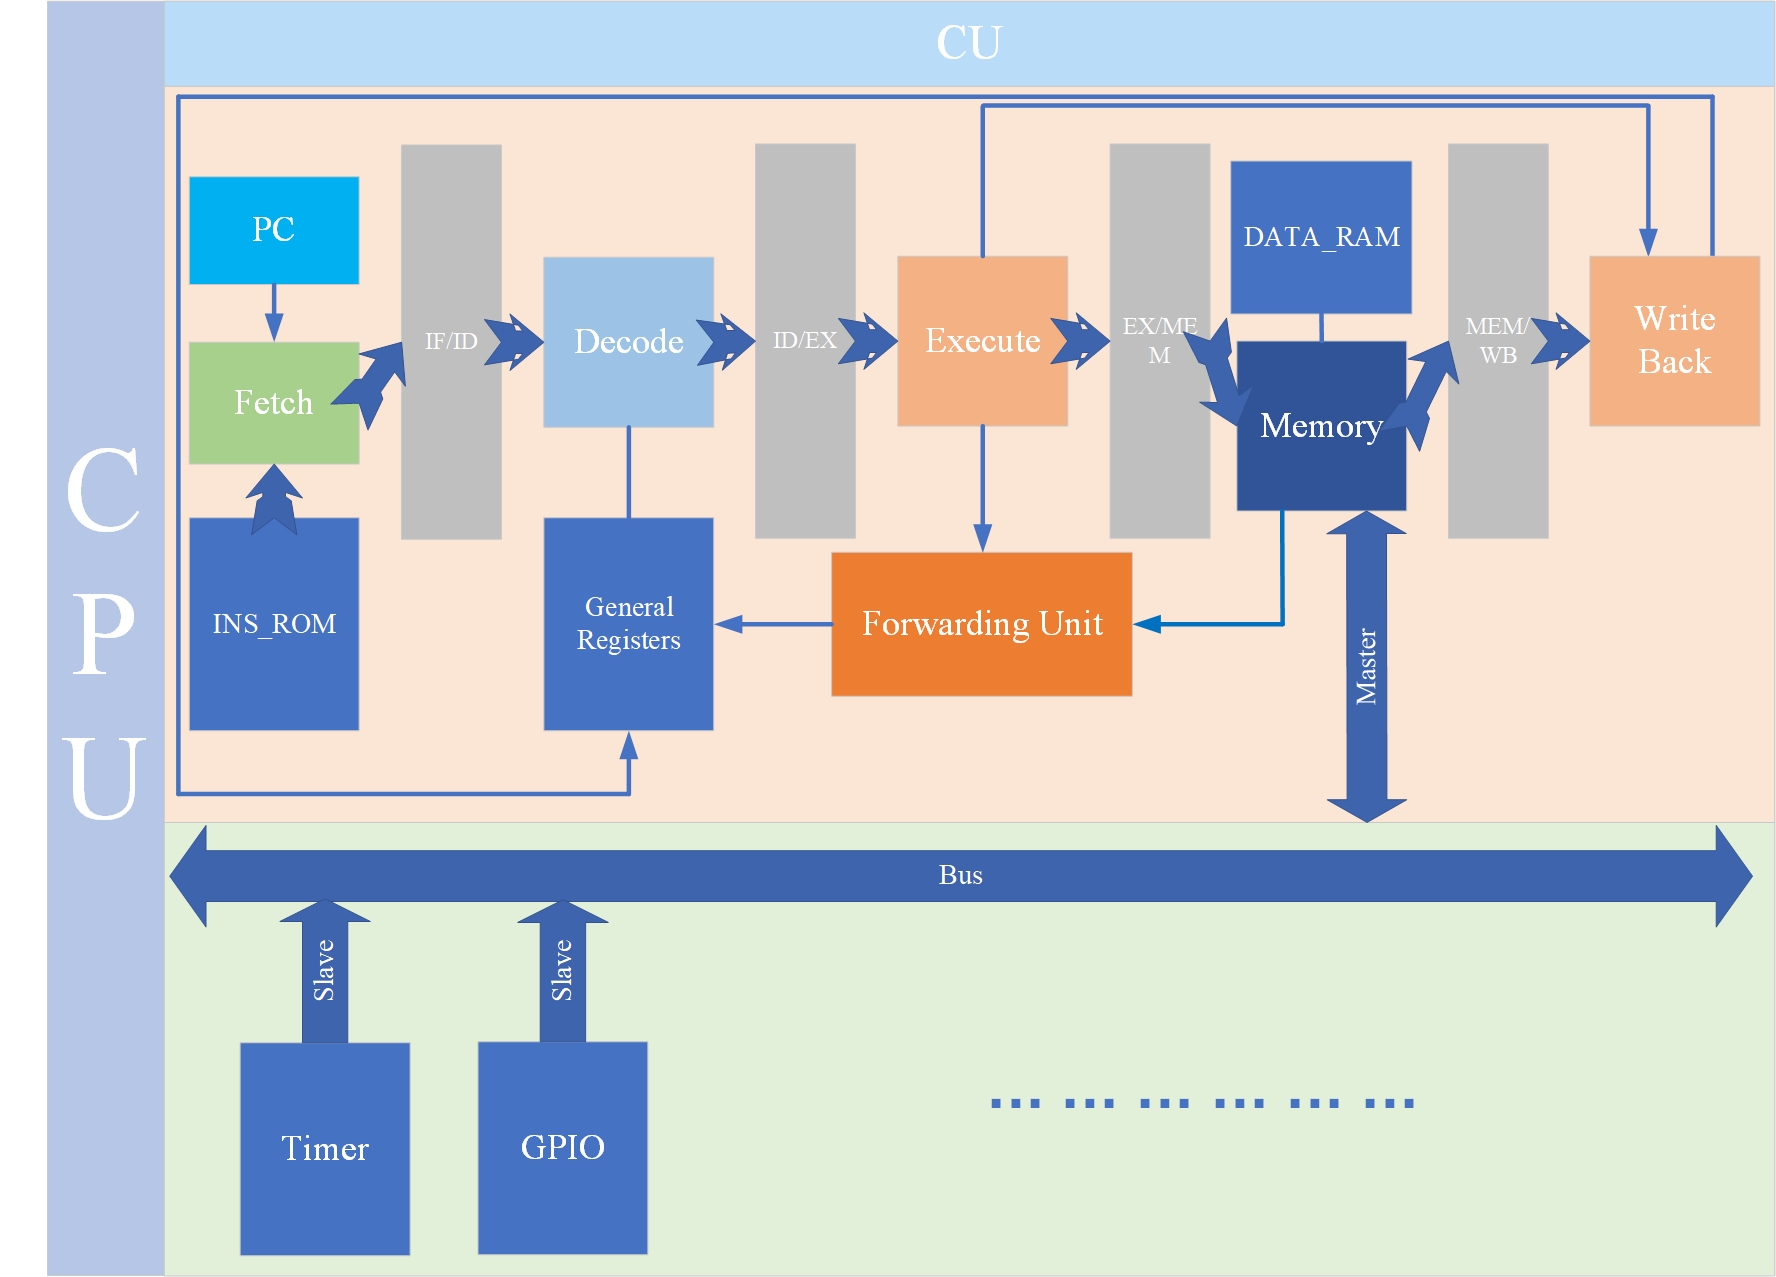 CU
C
P
U
PC
Fetch
INS_ROM
IF/ID
Decode
General
Registers
ID/EX
Execute
Forwarding Unit
EX/ME
M
DATA_RAM
Memory
Master
MEM/
WB
Write
Back
Bus
Slave
Slave
Timer
GPIO
... ... ... ... ... ...